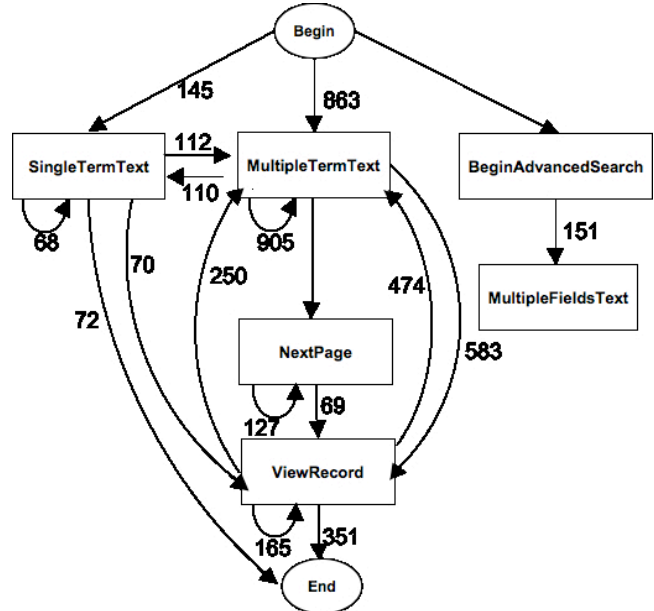 Begin
145
863
SingleTermText
112
110
MultipleTermText
BeginAdvancedSearch
68
905
151
70
250
474
MultipleFieldsText
72
NextPage
583
127
69
ViewRecord
165
351
End